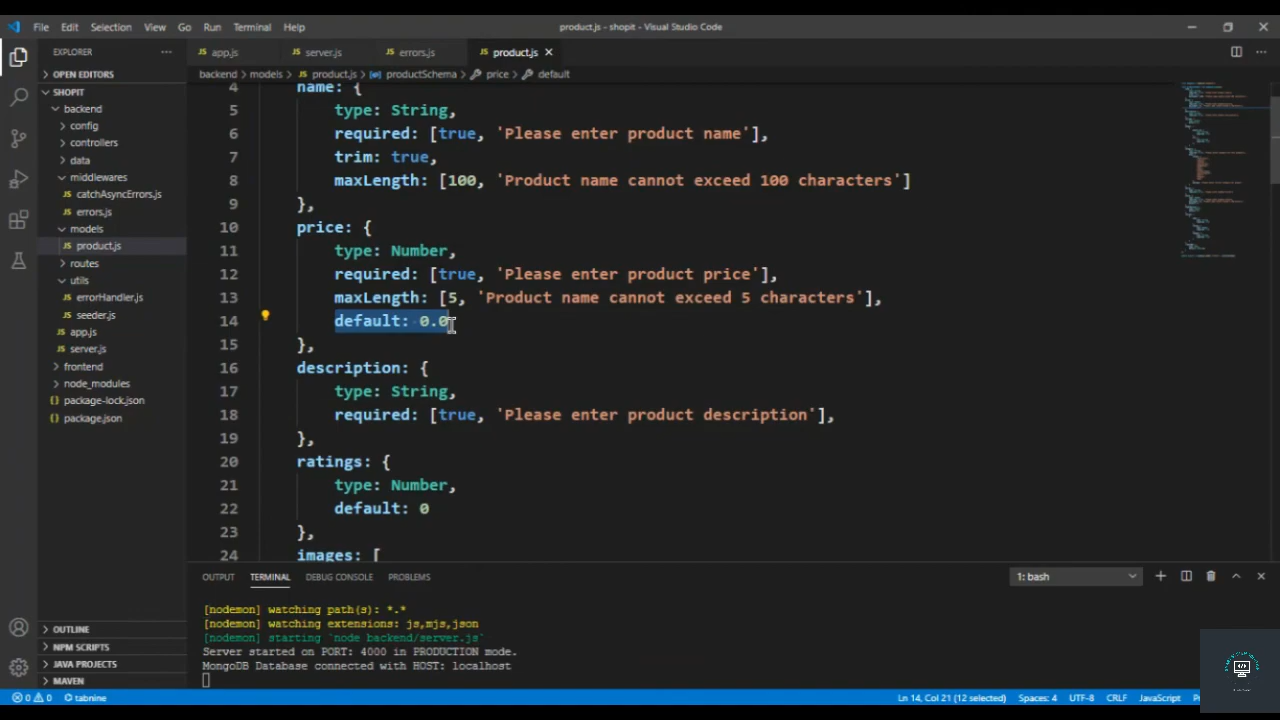 File Edit Selection View Go Run Terminal Help product.js - shopit - Visual Studio Code
EXPLORER ... app.js server.js errors.js product.js
OPEN EDITORS
SHOPIT
backend
config
controllers
data
middlewares
catchAsyncErrors.js
errors.js
models
product.js
routes
utils
errorHandler.js
seeder.js
app.js
server.js
frontend
node_modules
package-lock.json
package.json
OUTLINE
NPM SCRIPTS
JAVA PROJECTS
MAVEN
backend > models > product.js > productSchema > price > default
4 name: {
5 type: String,
6 required: [true, 'Please enter product name'],
7 trim: true,
8 maxLength: [100, 'Product name cannot exceed 100 characters']
9 },
10 price: {
11 type: Number,
12 required: [true, 'Please enter product price'],
13 maxLength: [5, 'Product name cannot exceed 5 characters'],
14 default: 0.0
15 },
16 description: {
17 type: String,
18 required: [true, 'Please enter product description'],
19 },
20 ratings: {
21 type: Number,
22 default: 0
23 },
24 images: [
OUTPUT TERMINAL DEBUG CONSOLE PROBLEMS 1: bash
[nodemon] watching path(s): *.*
[nodemon] watching extensions: js,mjs,json
[nodemon] starting `node backend/server.js`
Server started on PORT: 4000 in PRODUCTION mode.
MongoDB Database connected with HOST: localhost
0 0 tabnine Ln 14, Col 21 (12 selected) Spaces: 4 UTF-8 CRLF JavaScript